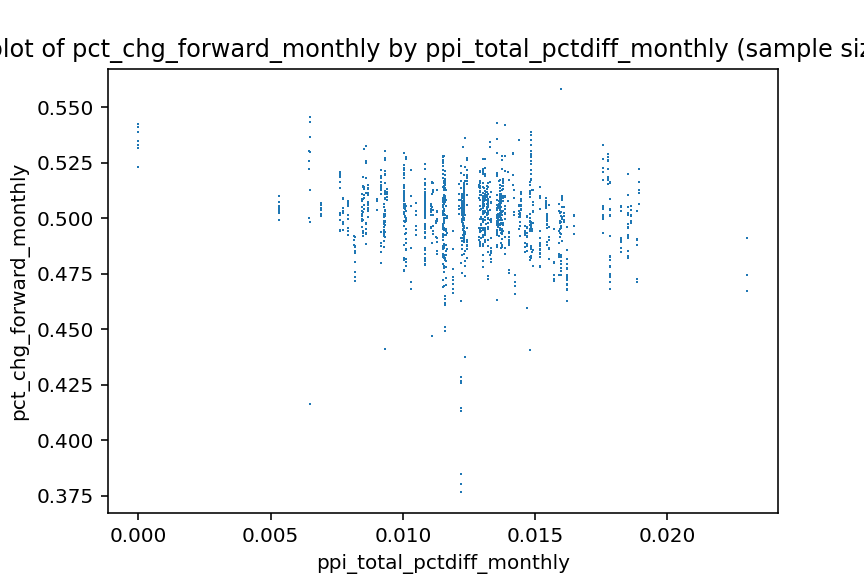 plot of pct_chg_forward_monthly by ppi_total_pctdiff_monthly (sample siz
0.550
0.525
0.500
0.475
0.450
0.425
0.400
0.375
pct_chg_forward_monthly
0.000 0.005 0.010 0.015 0.020
ppi_total_pctdiff_monthly